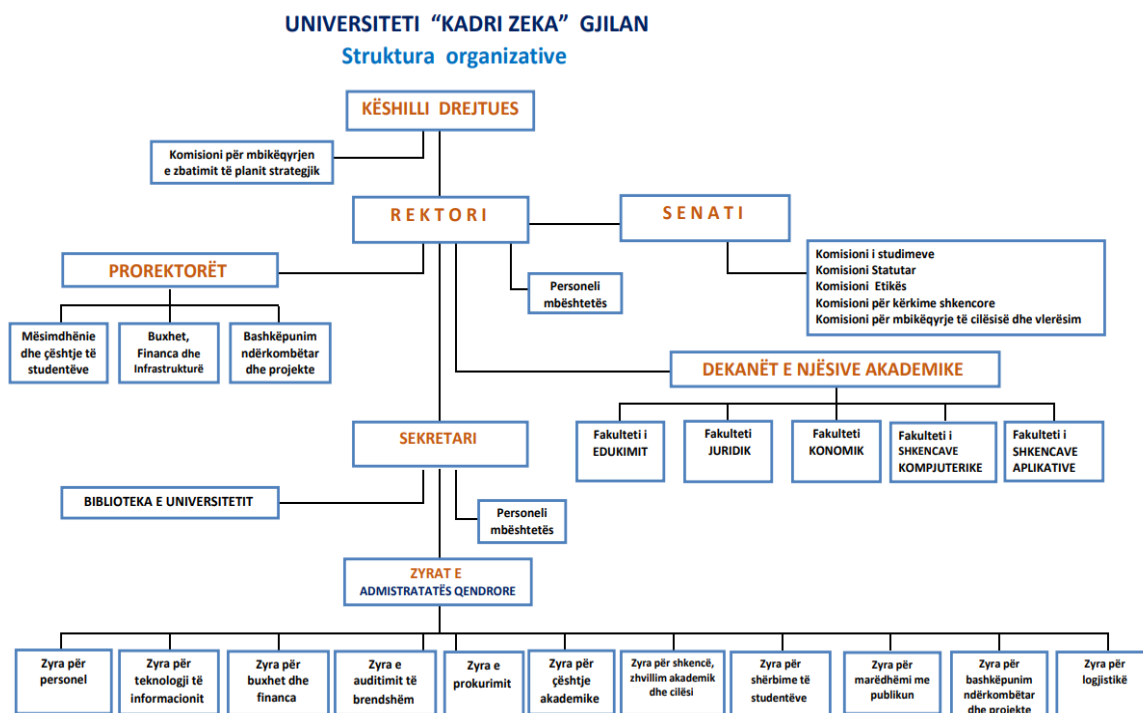 UNIVERSITETI “KADRI ZEKA” GJILAN
Struktura organizative
KËSHILLI DREJTUES
Komisioni për mbikëqyrjen
e zbatimit të planit strategjik
R E K T O R I
S E N A T I
Komisioni i studimeve
Komisioni Statutar
Komisioni Etikës
Komisioni për kërkime shkencore
Komisioni për mbikëqyrje të cilësisë dhe vlerësim
PROREKTORËT
Personeli
mbështetës
Mësimdhënie
dhe çështje të
studentëve
Buxhet,
Financa dhe
Infrastrukturë
Bashkëpunim
ndërkombëtar
dhe projekte
DEKANËT E NJËSIVE AKADEMIKE
Fakulteti i
EDUKIMIT
Fakulteti
JURIDIK
Fakulteti
KONOMIK
Fakulteti i
SHKENCAVE
KOMPJUTERIKE
Fakulteti i
SHKENCAVE
APLIKATIVE
SEKRETARI
BIBLIOTEKA E UNIVERSITETIT
Personeli
mbështetës
ZYRAT E
ADMISTRATATËS QENDRORE
Zyra për
personel
Zyra për
teknologji të
informacionit
Zyra për
buxhet dhe
financa
Zyra e
auditimit të
brendshëm
Zyra e
prokurimit
Zyra për
çështje
akademike
Zyra për shkencë,
zhvillim akademik
dhe cilësi
Zyra për
shërbime të
studentëve
Zyra për
marëdhëmi me
publikun
Zyra për
bashkëpunim
ndërkombëtar
dhe projekte
Zyra për
logjistikë